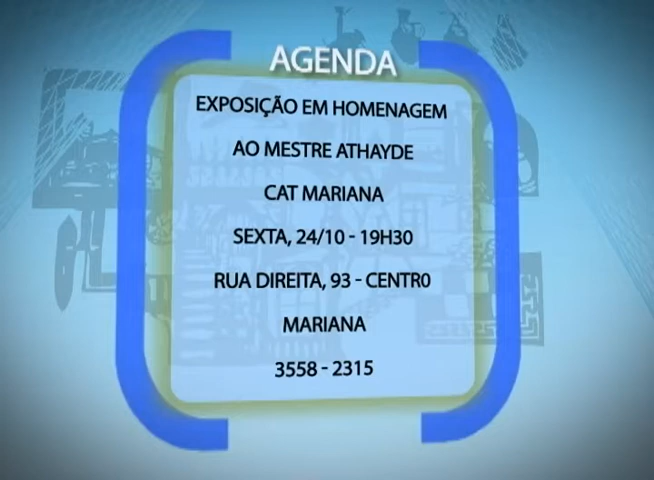 AGENDA
EXPOSIÇÃO EM HOMENAGEM
AO MESTRE ATHAYDE
CAT MARIANA
SEXTA, 24/10 - 19H30
RUA DIREITA, 93 - CENTR0
MARIANA
3558 - 2315